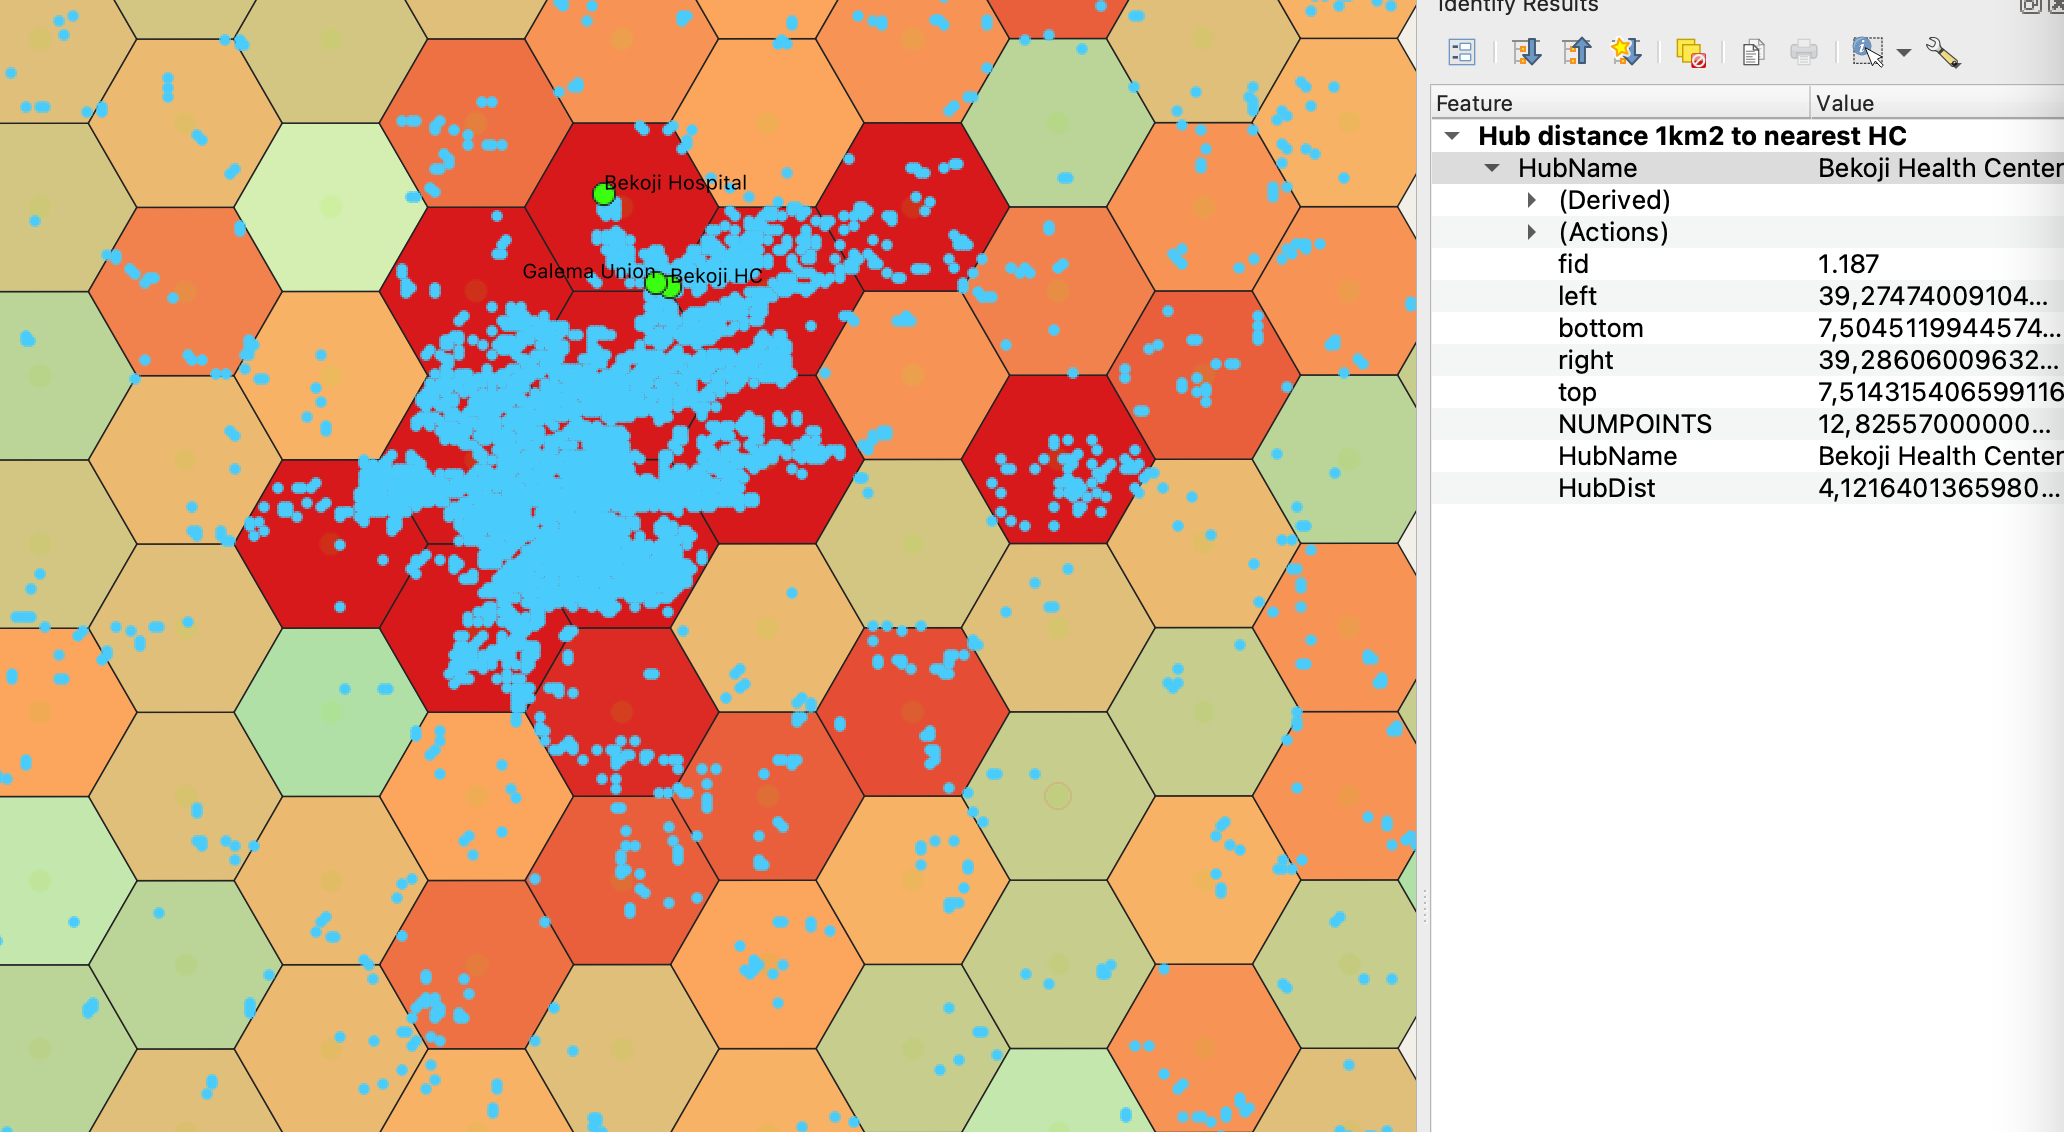 Identify Results
Feature Value
Hub distance 1km2 to nearest HC
HubName Bekoji Health Center
(Derived)
(Actions)
fid 1.187
left 39,27474009104...
bottom 7,5045119944574...
right 39,28606009632...
top 7,514315406599116
NUMPOINTS 12,82557000000...
HubName Bekoji Health Center
HubDist 4,1216401365980...
Bekoji Hospital
Galema Union
Bekoji HC